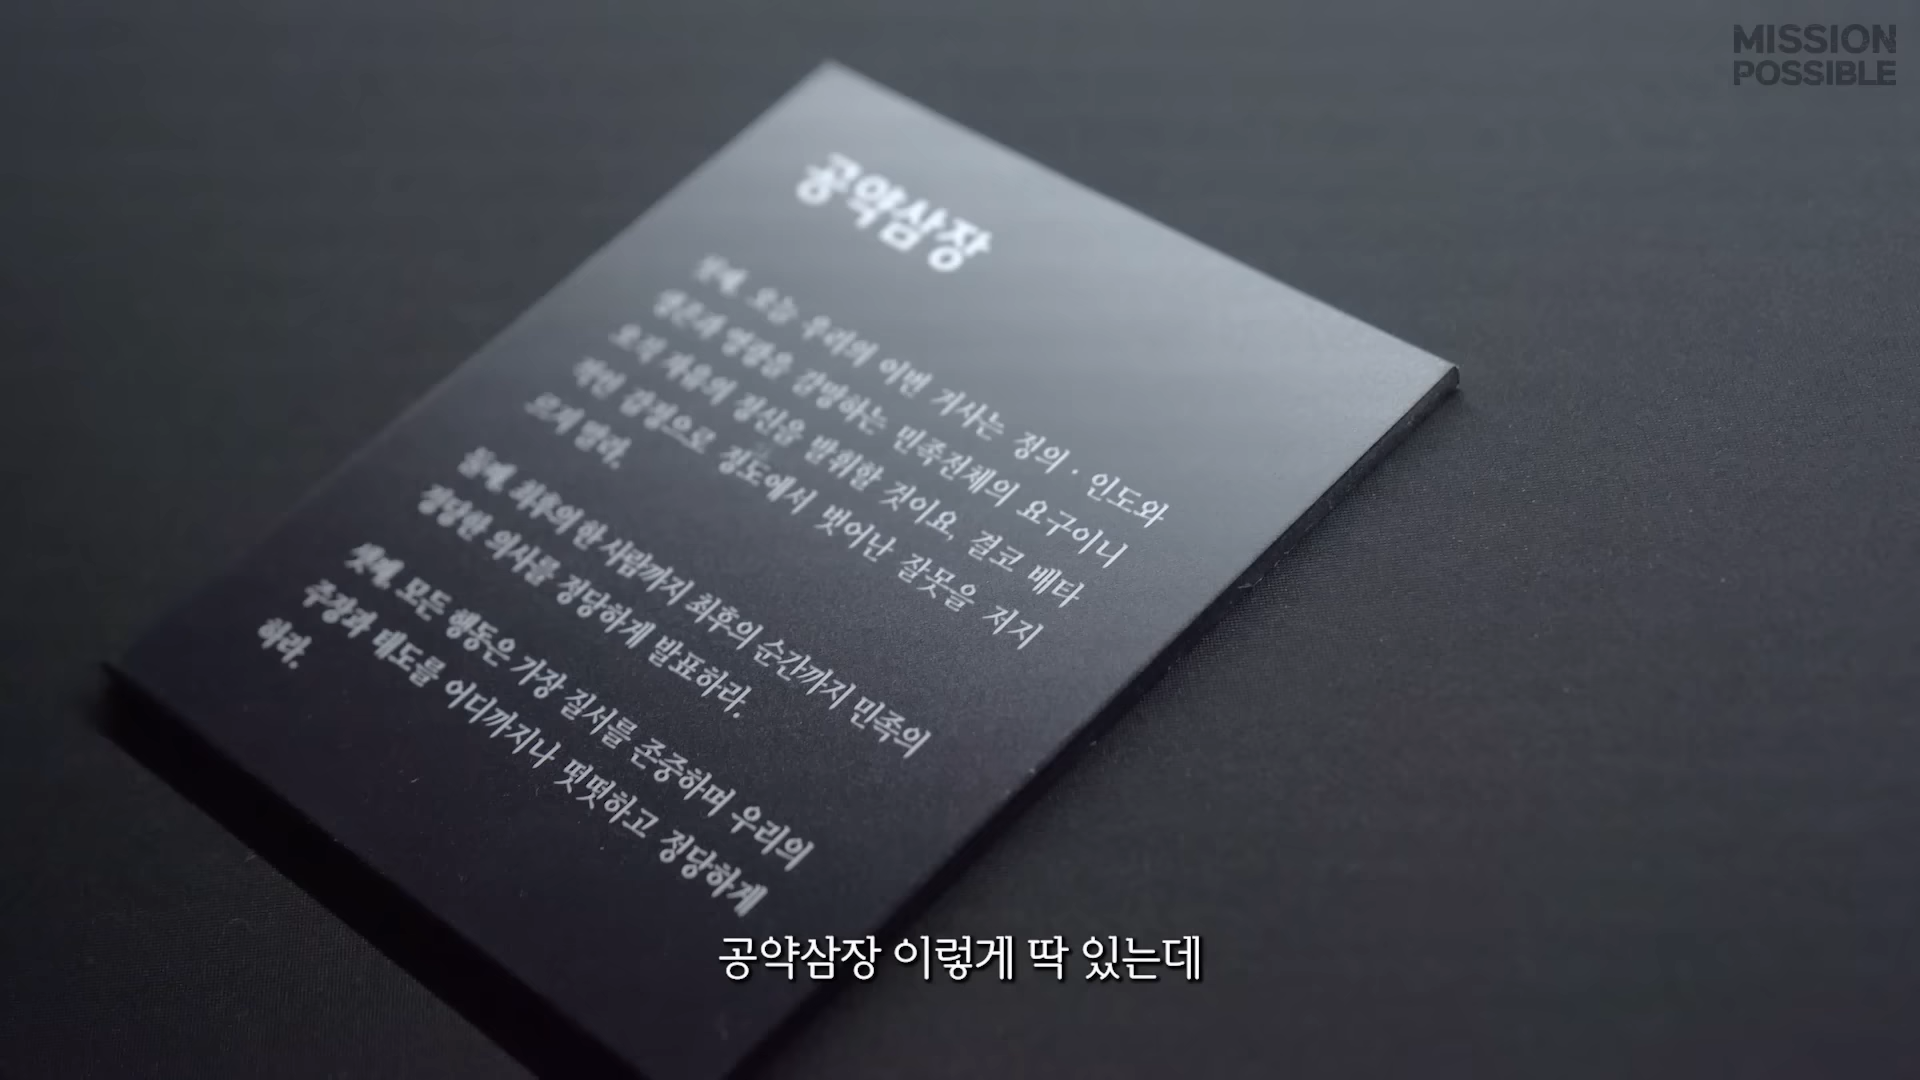 MISSION
POSSIBLE
공약삼장
첫째, 오늘 우리의 이번 거사는 정의·인도와
생존과 영광을 갈망하는 민족전체의 요구이니
오직 자유의 정신을 발휘할 것이요, 결코 배타
적인 감정으로 정도에서 벗어난 잘못을 저지
르지 말라.
둘째, 최후의 한 사람까지 최후의 순간까지 민족의
정당한 의사를 정당하게 발표하라.
셋째, 모든 행동은 가장 질서를 존중하며 우리의
주장과 태도를 어디까지나 떳떳하고 정당하게
하라.
공약삼장 이렇게 딱 있는데